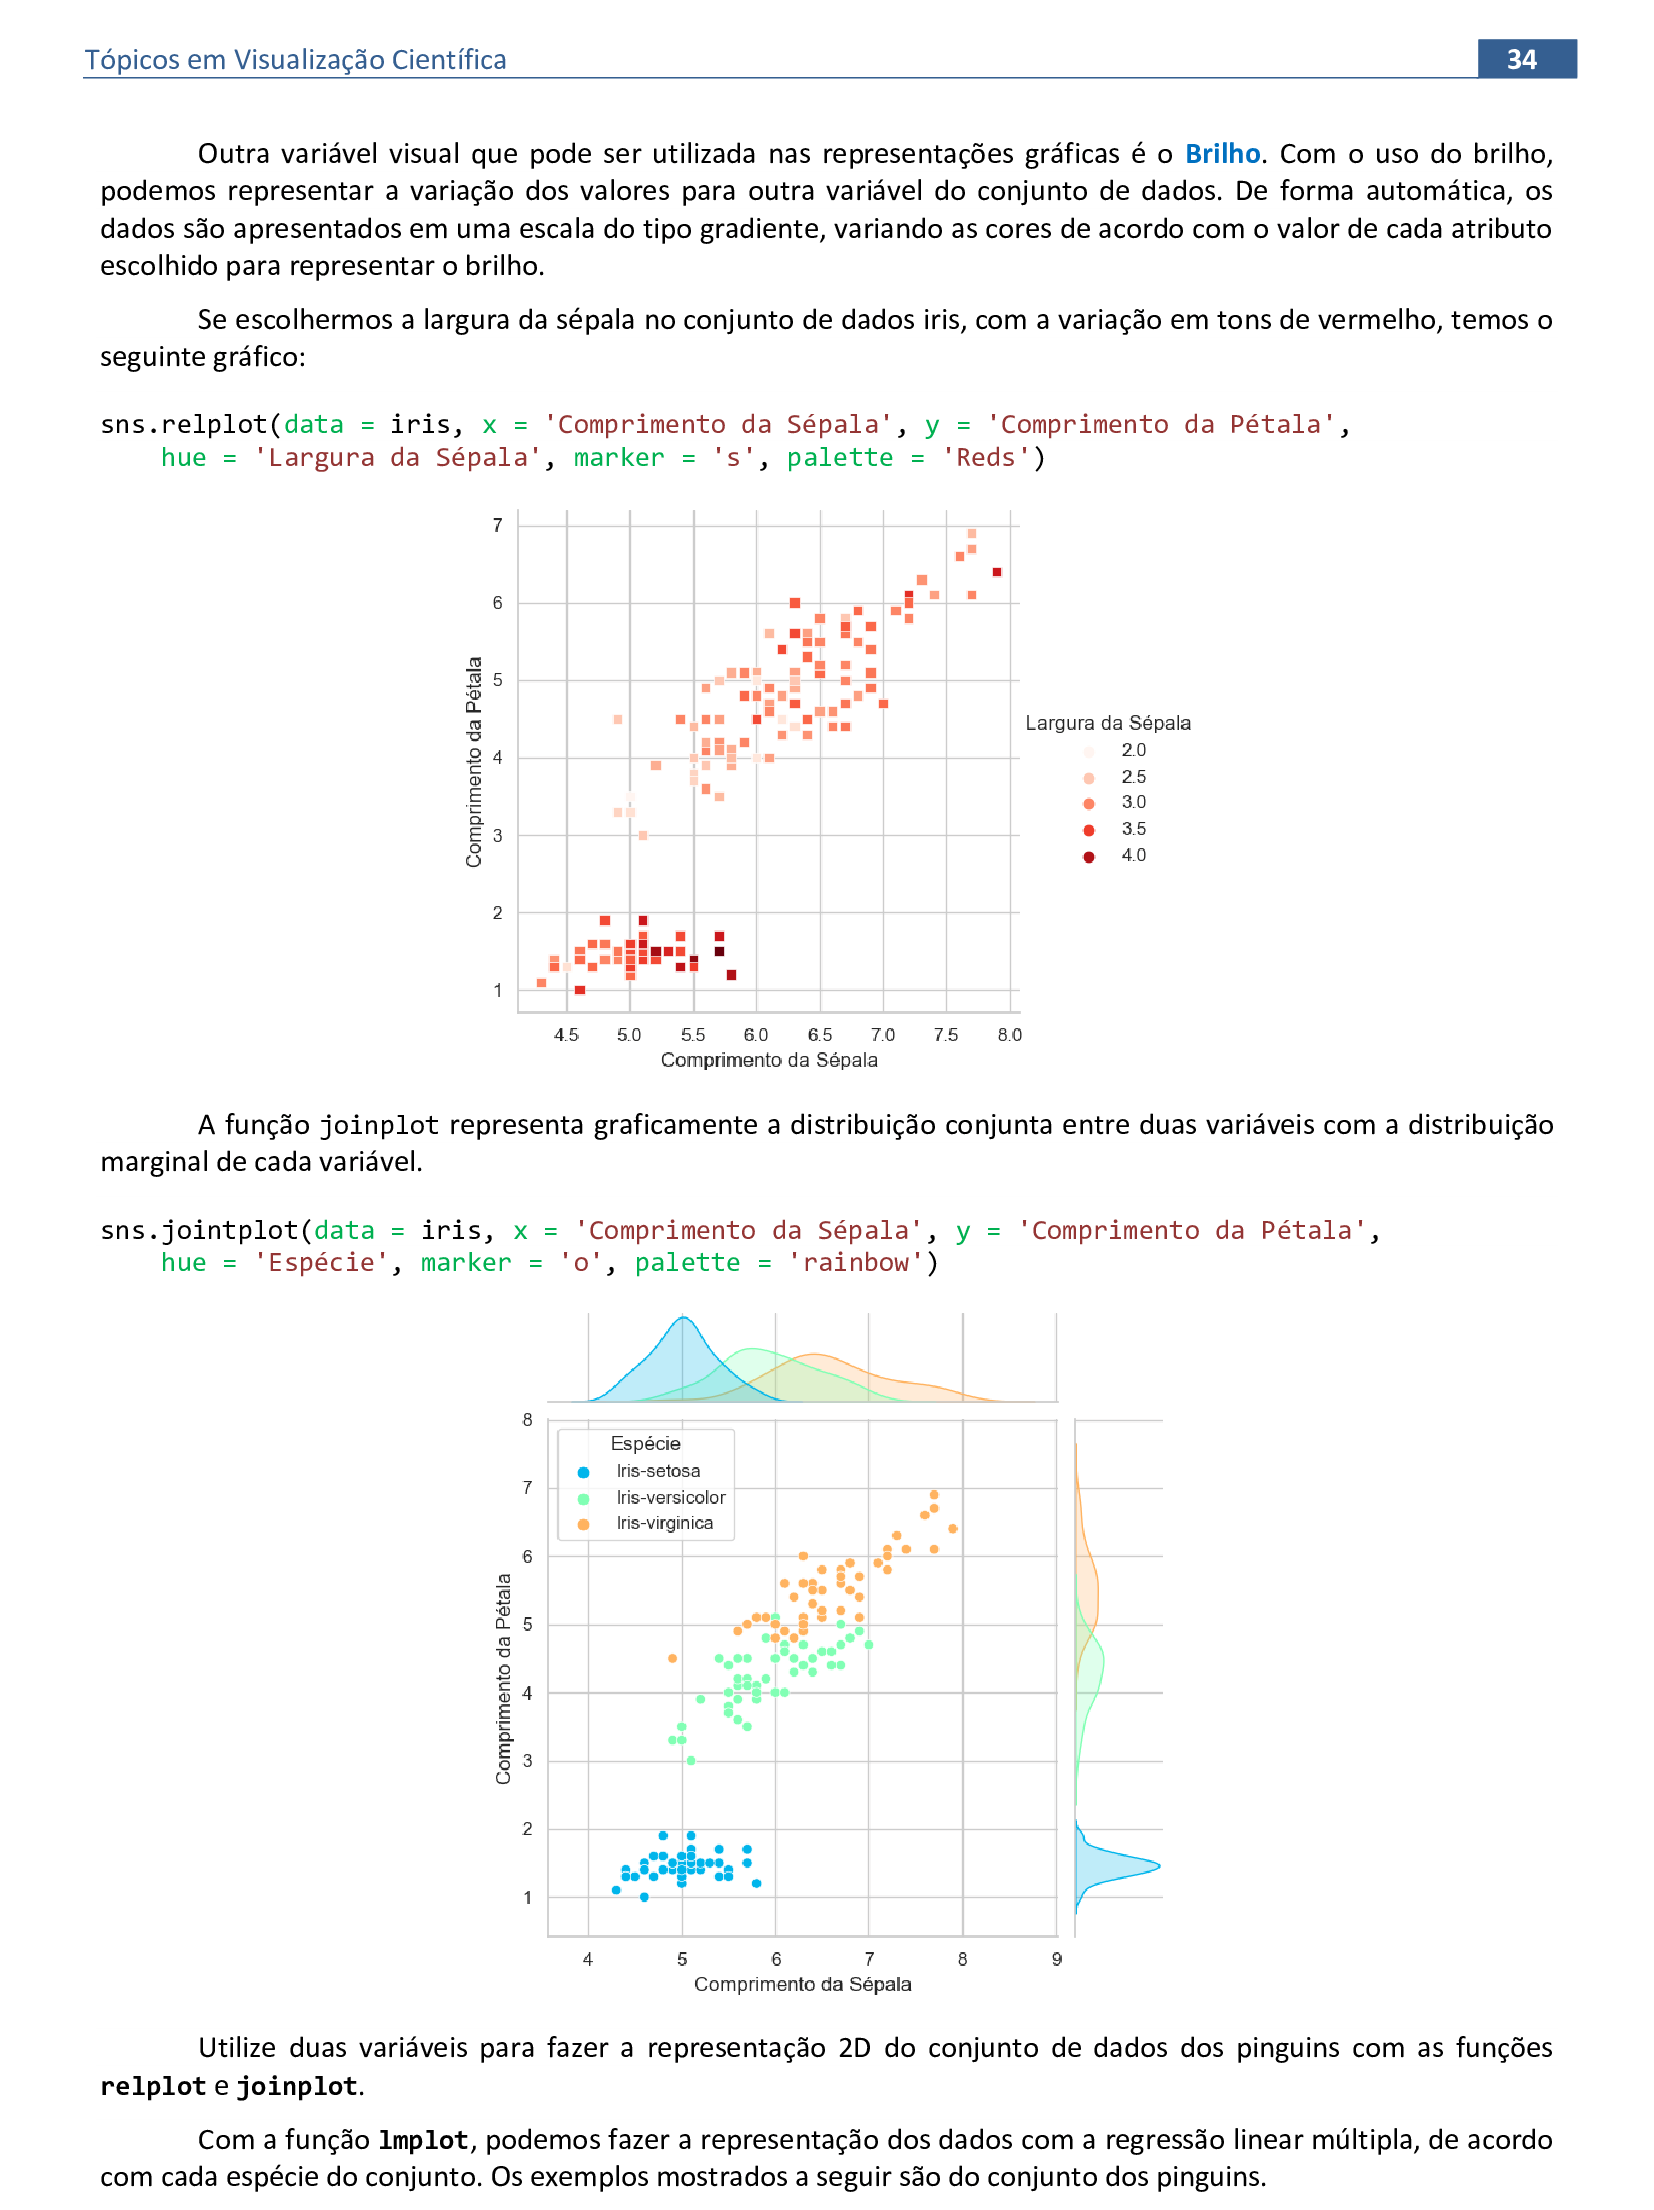 Tópicos em Visualização Científica
34
Outra variável visual que pode ser utilizada nas representações gráficas é o Brilho. Com o uso do brilho,
podemos representar a variação dos valores para outra variável do conjunto de dados. De forma automática, os
dados são apresentados em uma escala do tipo gradiente, variando as cores de acordo com o valor de cada atributo
escolhido para representar o brilho.
Se escolhermos a largura da sépala no conjunto de dados iris, com a variação em tons de vermelho, temos o
seguinte gráfico:
sns.relplot(data = iris, x = 'Comprimento da Sépala', y = 'Comprimento da Pétala',
hue = 'Largura da Sépala', marker = 's', palette = 'Reds')
7
6
5
4
3
2
1
Comprimento da Pétala
4.5 5.0 5.5 6.0 6.5 7.0 7.5 8.0
Comprimento da Sépala
Largura da Sépala
2.0
2.5
3.0
3.5
4.0
A função joinplot representa graficamente a distribuição conjunta entre duas variáveis com a distribuição
marginal de cada variável.
sns.jointplot(data = iris, x = 'Comprimento da Sépala', y = 'Comprimento da Pétala',
hue = 'Espécie', marker = 'o', palette = 'rainbow')
8
7
6
5
4
3
2
1
Comprimento da Pétala
Espécie
Iris-setosa
Iris-versicolor
Iris-virginica
4 5 6 7 8 9
Comprimento da Sépala
Utilize duas variáveis para fazer a representação 2D do conjunto de dados dos pinguins com as funções
relplot e joinplot.
Com a função lmplot, podemos fazer a representação dos dados com a regressão linear múltipla, de acordo
com cada espécie do conjunto. Os exemplos mostrados a seguir são do conjunto dos pinguins.